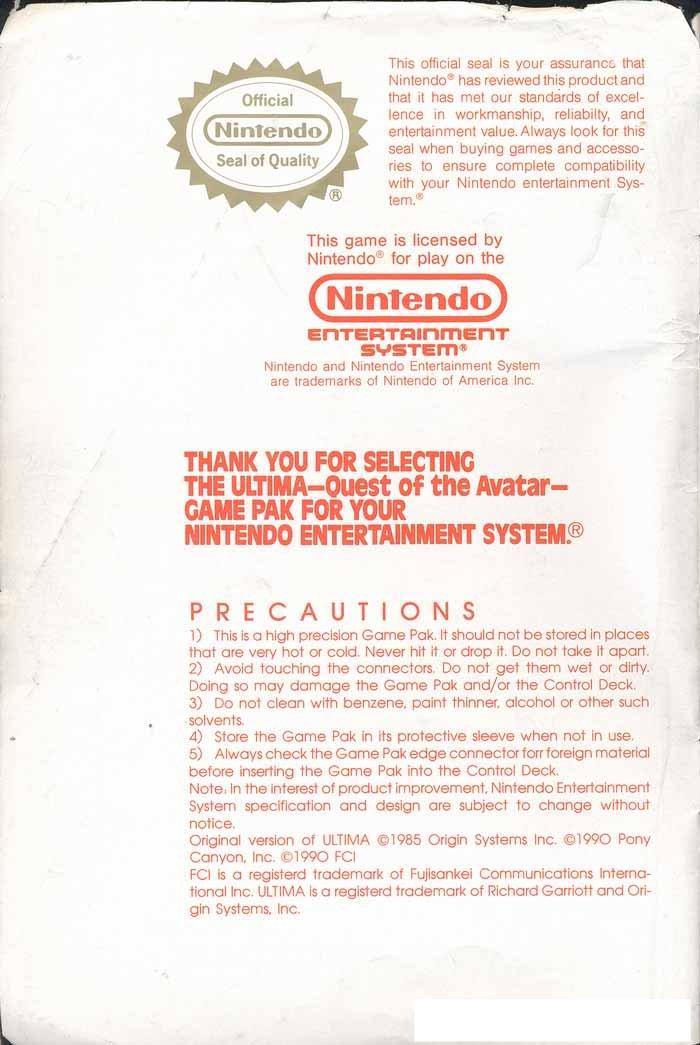 Official
Nintendo
Seal of Quality
®
This official seal is your assurance that
Nintendo® has reviewed this product and
that it has met our standards of excel-
lence in workmanship, reliabilty, and
entertainment value. Always look for this
seal when buying games and accesso-
ries to ensure complete compatibility
with your Nintendo entertainment Sys-
tem.®
This game is licensed by
Nintendo® for play on the
Nintendo
ENTERTAINMENT
SYSTEM®
Nintendo and Nintendo Entertainment System
are trademarks of Nintendo of America Inc.
THANK YOU FOR SELECTING
THE ULTIMA—Quest of the Avatar—
GAME PAK FOR YOUR
NINTENDO ENTERTAINMENT SYSTEM.®
PRECAUTIONS
1) This is a high precision Game Pak. It should not be stored in places
that are very hot or cold. Never hit it or drop it. Do not take it apart.
2) Avoid touching the connectors. Do not get them wet or dirty.
Doing so may damage the Game Pak and/or the Control Deck.
3) Do not clean with benzene, paint thinner, alcohol or other such
solvents.
4) Store the Game Pak in its protective sleeve when not in use.
5) Always check the Game Pak edge connector forr foreign material
before inserting the Game Pak into the Control Deck.
Note: In the interest of product improvement, Nintendo Entertainment
System specification and design are subject to change without
notice.
Original version of ULTIMA ©1985 Origin Systems Inc. ©1990 Pony
Canyon, Inc. ©1990 FCI
FCI is a registerd trademark of Fujisankei Communications Interna-
tional Inc. ULTIMA is a registerd trademark of Richard Garriott and Ori-
gin Systems, Inc.